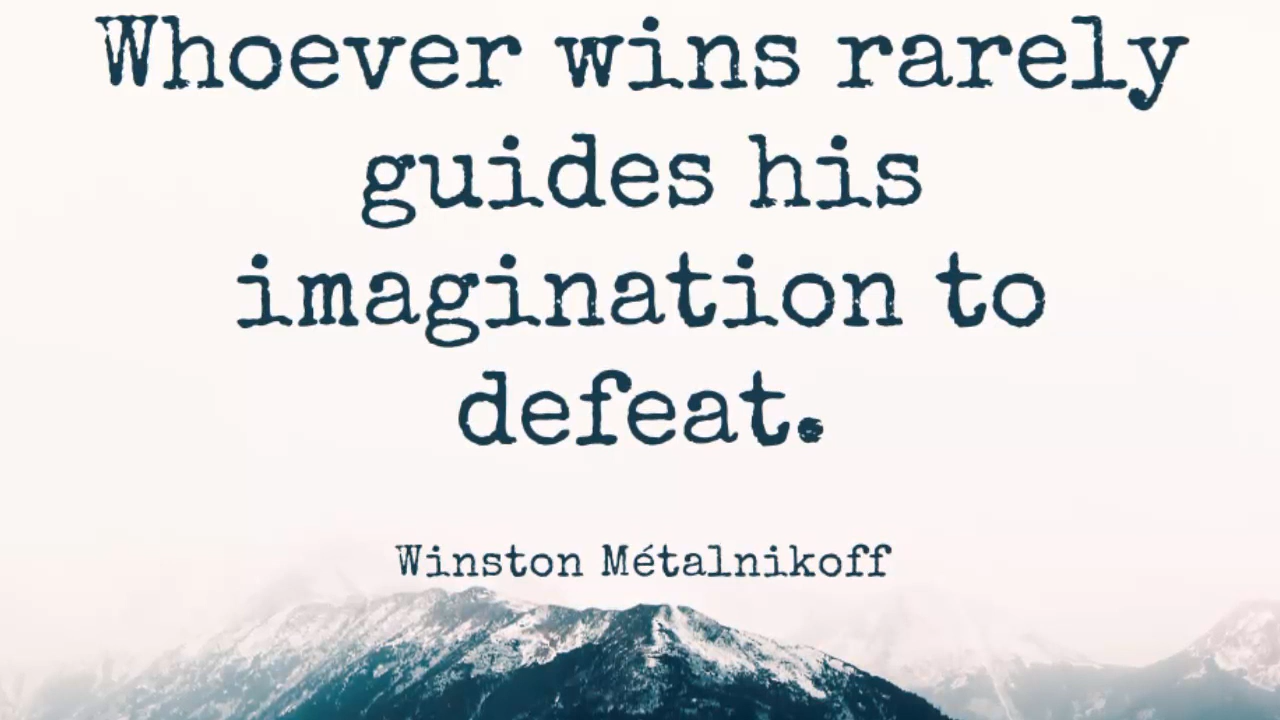 Whoever wins rarely
guides his
imagination to
defeat.
Winston Métalnikoff